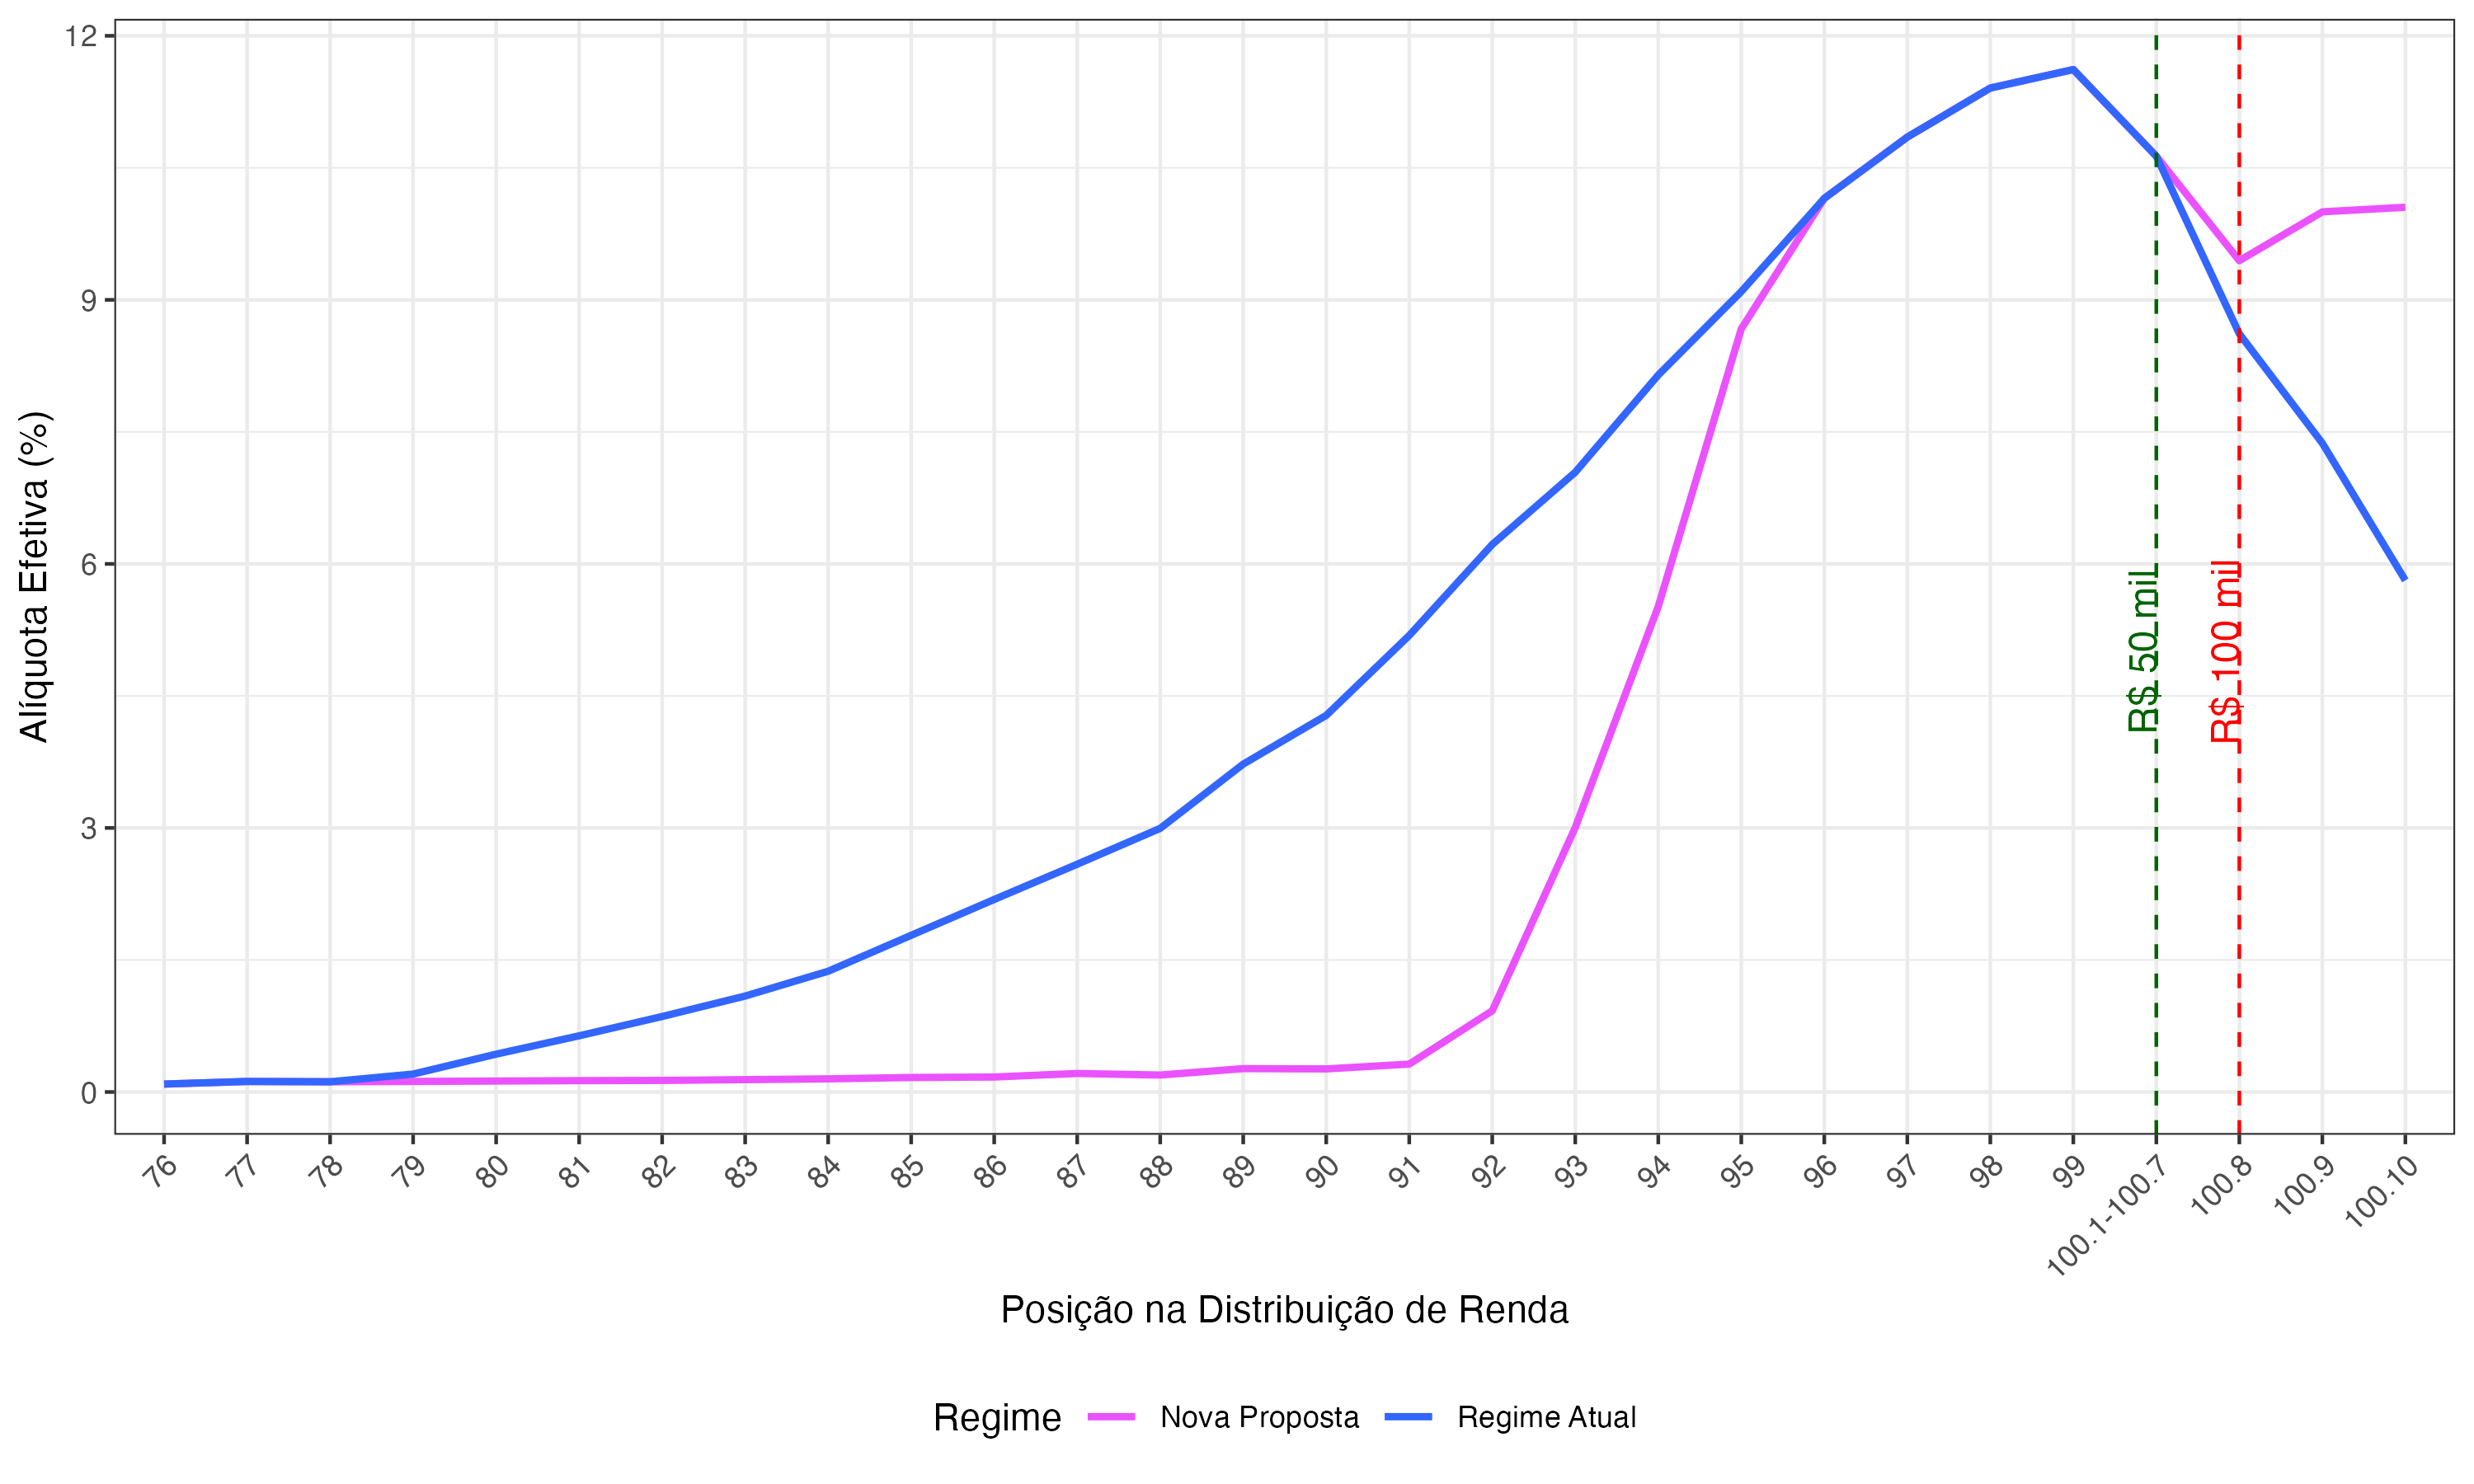 12
9
6
3
0
Alíquota Efetiva (%)
R$ 50 mil
R$ 100 mil
76 77 78 79 80 81 82 83 84 85 86 87 88 89 90 91 92 93 94 95 96 97 98 99 100.1-100.7 100.8 100.9 100.10
Posição na Distribuição de Renda
Regime Nova Proposta Regime Atual